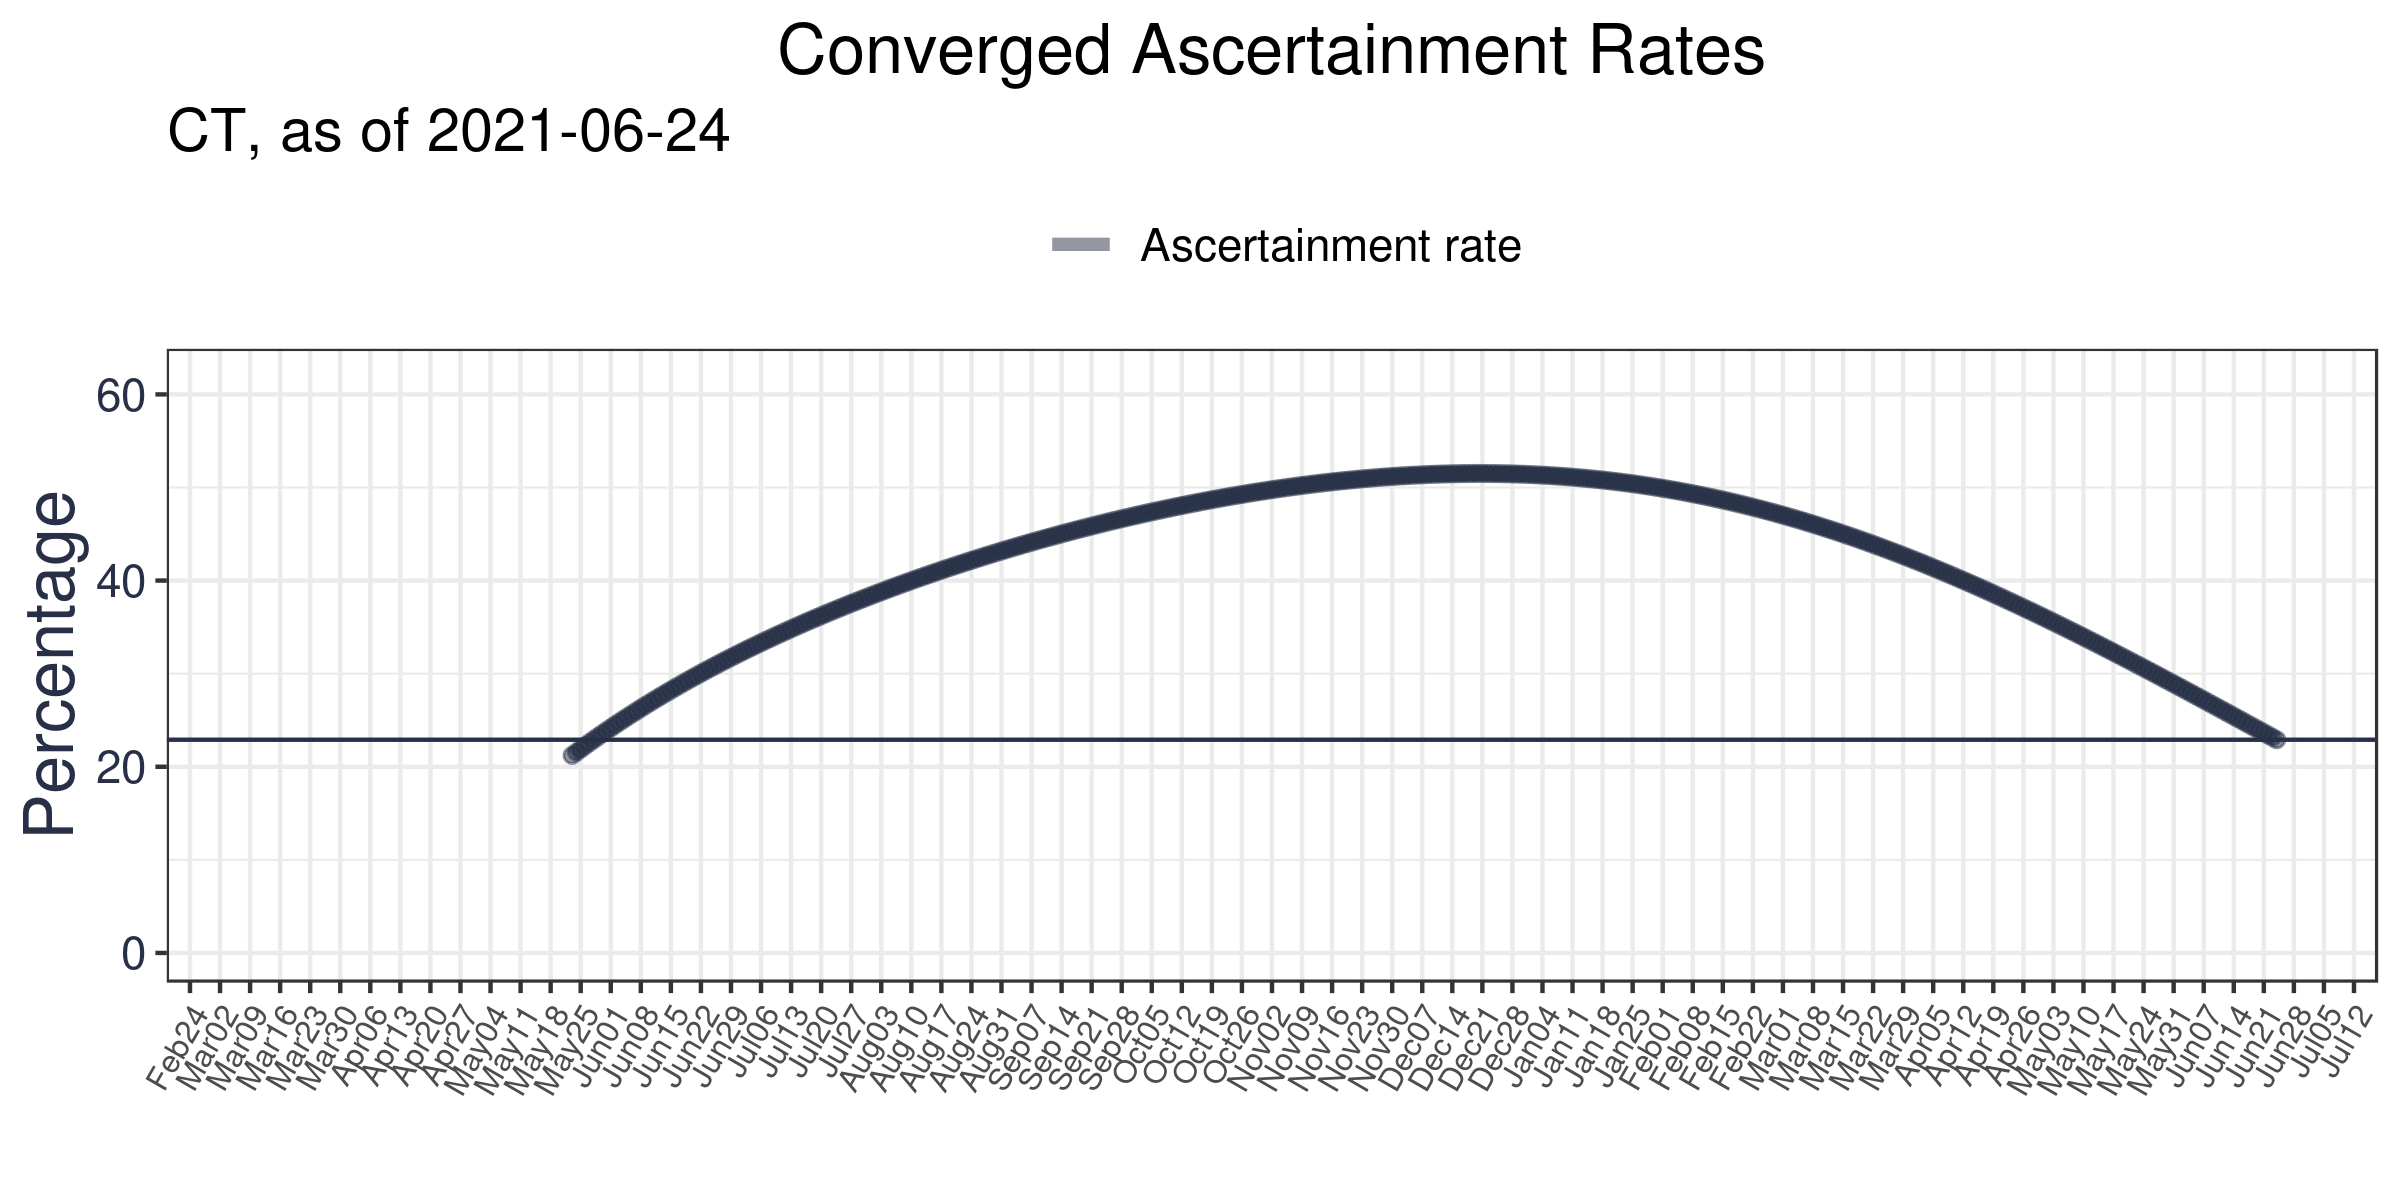 Converged Ascertainment Rates
CT, as of 2021-06-24
Ascertainment rate
Percentage
60
40
20
0
Feb24
Mar02
Mar09
Mar16
Mar23
Mar30
Apr06
Apr13
Apr20
Apr27
May04
May11
May18
May25
Jun01
Jun08
Jun15
Jun22
Jun29
Jul06
Jul13
Jul20
Jul27
Aug03
Aug10
Aug17
Aug24
Aug31
Sep07
Sep14
Sep21
Sep28
Oct05
Oct12
Oct19
Oct26
Nov02
Nov09
Nov16
Nov23
Nov30
Dec07
Dec14
Dec21
Dec28
Jan04
Jan11
Jan18
Jan25
Feb01
Feb08
Feb15
Feb22
Mar01
Mar08
Mar15
Mar22
Mar29
Apr05
Apr12
Apr19
Apr26
May03
May10
May17
May24
May31
Jun07
Jun14
Jun21
Jun28
Jul05
Jul12